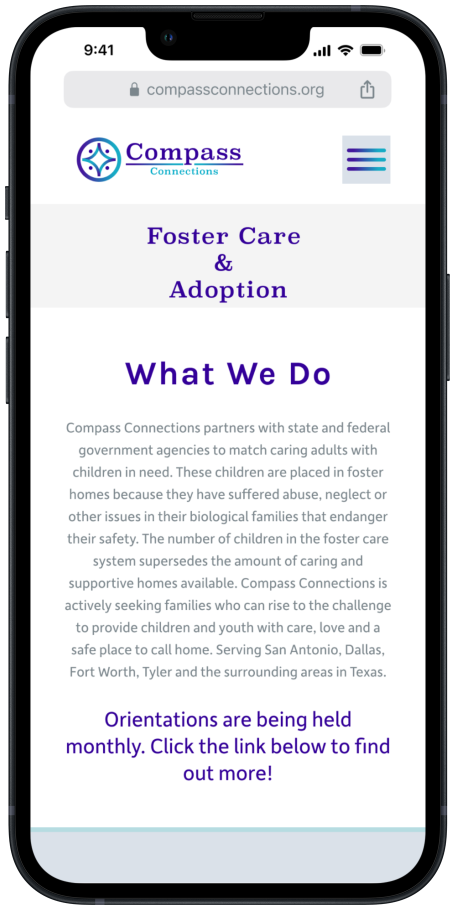 9:41
compassconnections.org
Compass
Connections
Foster Care
&
Adoption
What We Do
Compass Connections partners with state and federal
government agencies to match caring adults with
children in need. These children are placed in foster
homes because they have suffered abuse, neglect or
other issues in their biological families that endanger
their safety. The number of children in the foster care
system supersedes the amount of caring and
supportive homes available. Compass Connections is
actively seeking families who can rise to the challenge
to provide children and youth with care, love and a
safe place to call home. Serving San Antonio, Dallas,
Fort Worth, Tyler and the surrounding areas in Texas.
Orientations are being held
monthly. Click the link below to find
out more!